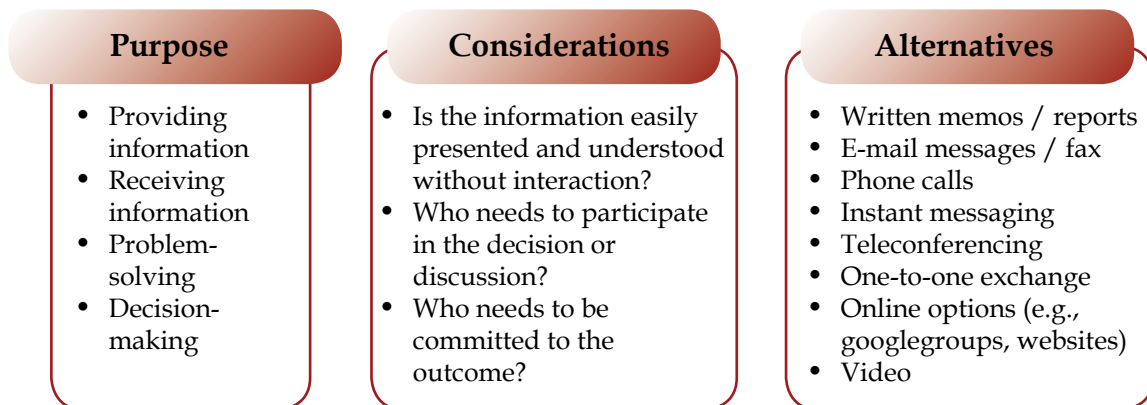 Purpose
• Providing
information
• Receiving
information
• Problem-
solving
• Decision-
making
Considerations
• Is the information easily
presented and understood
without interaction?
• Who needs to participate
in the decision or
discussion?
• Who needs to be
committed to the
outcome?
Alternatives
• Written memos / reports
• E-mail messages / fax
• Phone calls
• Instant messaging
• Teleconferencing
• One-to-one exchange
• Online options (e.g.,
googlegroups, websites)
• Video